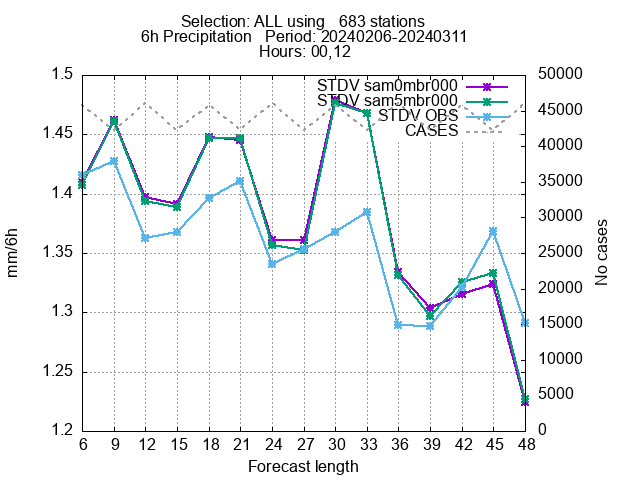 Selection: ALL using   683 stations
6h Precipitation   Period: 20240206-20240311
Hours: 00,12
STDV sam0mbr000
STDV sam5mbr000
STDV OBS
CASES
1.5
1.45
1.4
1.35
1.3
1.25
1.2
mm/6h
50000
45000
40000
35000
30000
25000
20000
15000
10000
5000
0
No cases
6 9 12 15 18 21 24 27 30 33 36 39 42 45 48
Forecast length